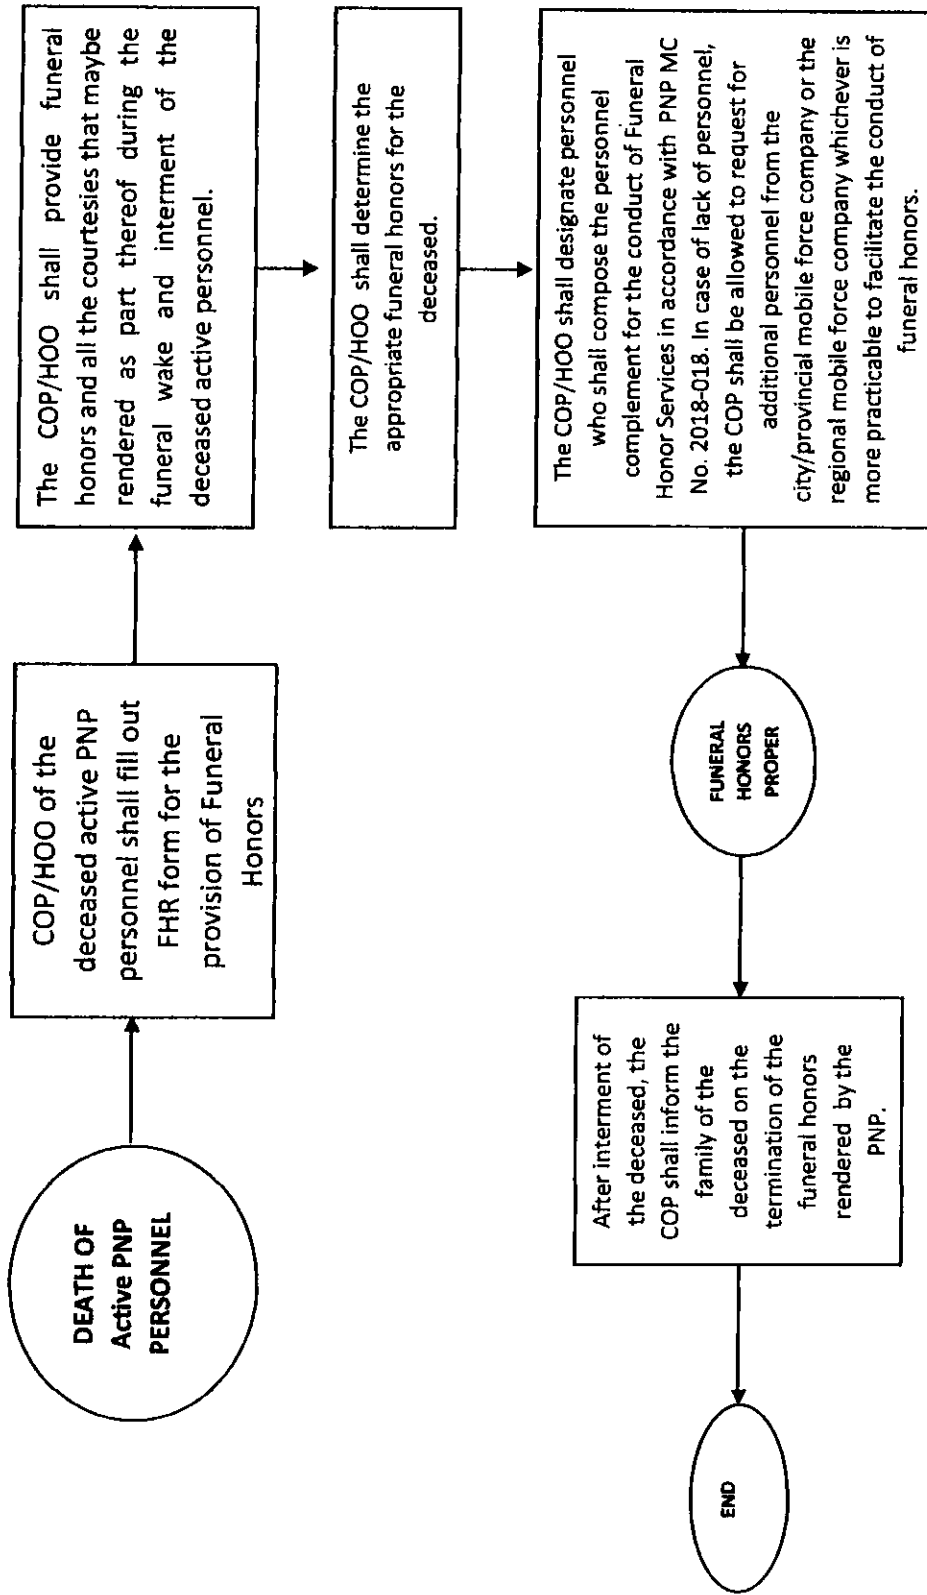 DEATH OF
Active PNP
PERSONNEL
COP/HOO of the
deceased active PNP
personnel shall fill out
FHR form for the
provision of Funeral
Honors
The COP/HOO shall provide funeral
honors and all the courtesies that maybe
rendered as part thereof during the
funeral wake and interment of the
deceased active personnel.
The COP/HOO shall determine the
appropriate funeral honors for the
deceased.
The COP/HOO shall designate personnel
who shall compose the personnel
complement for the conduct of Funeral
Honor Services in accordance with PNP MC
No. 2018-018. In case of lack of personnel,
the COP shall be allowed to request for
additional personnel from the
city/provincial mobile force company or the
regional mobile force company whichever is
more practicable to facilitate the conduct of
funeral honors.
FUNERAL
HONORS
PROPER
After interment of
the deceased, the
COP shall inform the
family of the
deceased on the
termination of the
funeral honors
rendered by the
PNP.
END